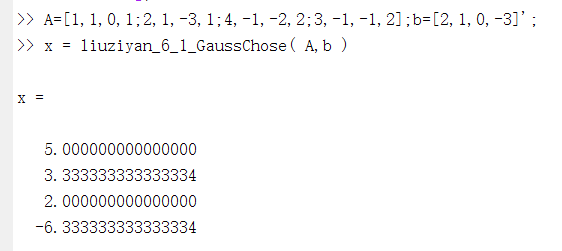 >> A=[1,1,0,1;2,1,-3,1;4,-1,-2,2;3,-1,-1,2];b=[2,1,0,-3]';
>> x = liuziyan_6_1_GaussChose( A,b )
x =
5.000000000000000
3.333333333333334
2.000000000000000
-6.333333333333334